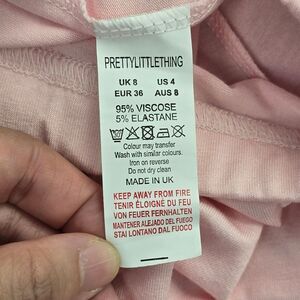 PRETTYLITTLETHING
UK 8 US 4
EUR 36 AUS 8
95% VISCOSE
5% ELASTANE
Colour may transfer
Wash with similar colours.
Iron on reverse
Do not dry clean
MADE IN UK
KEEP AWAY FROM FIRE
TENIR ÉLOIGNÉ DU FEU
VON FEUER FERNHALTEN
MANTENER ALEJADO DEL FUEGO
STAI LONTANO DAL FUOCO